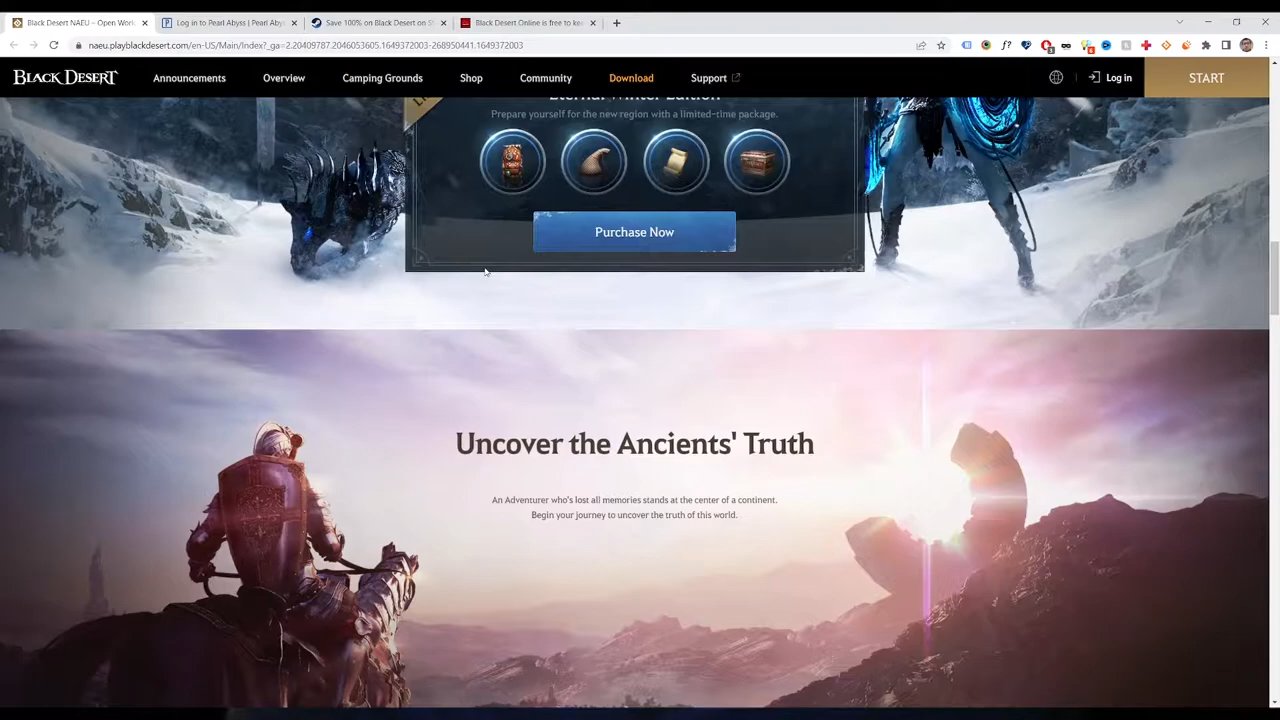 Black Desert NAEU – Open Worl
Log in to Pearl Abyss | Pearl Aby
Save 100% on Black Desert on S
Black Desert Online is free to kee
naeu.playblackdesert.com/en-US/Main/Index?_ga=2.20409787.2046053605.1649372003-268950441.1649372003
BLACK DESERT
Announcements
Overview
Camping Grounds
Shop
Community
Download
Support
Log in
START
Eternal Winter Edition
Prepare yourself for the new region with a limited-time package.
Purchase Now
Uncover the Ancients' Truth
An Adventurer who's lost all memories stands at the center of a continent.
Begin your journey to uncover the truth of this world.